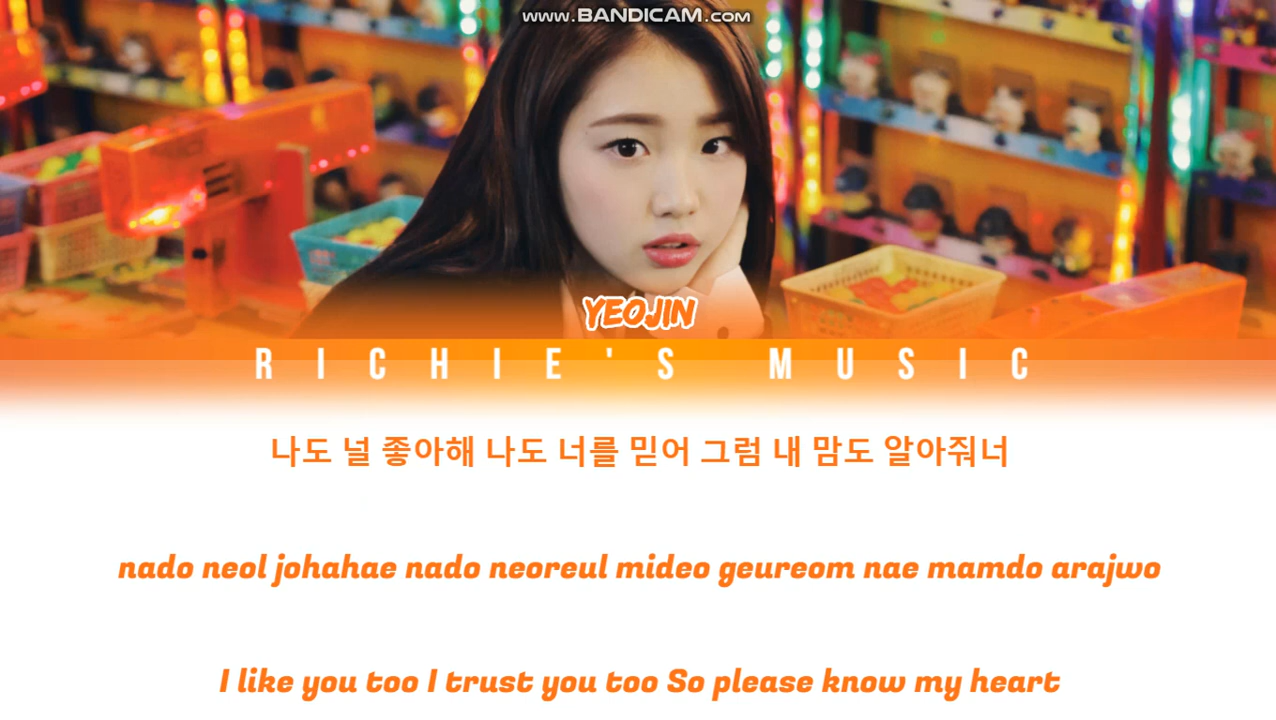 www.BANDICAM.com
YEOJIN
RICHIE'S MUSIC
나도 널 좋아해 나도 너를 믿어 그럼 내 맘도 알아줘너
nado neol johahae nado neoreul mideo geureom nae mamdo arajwo
I like you too I trust you too So please know my heart